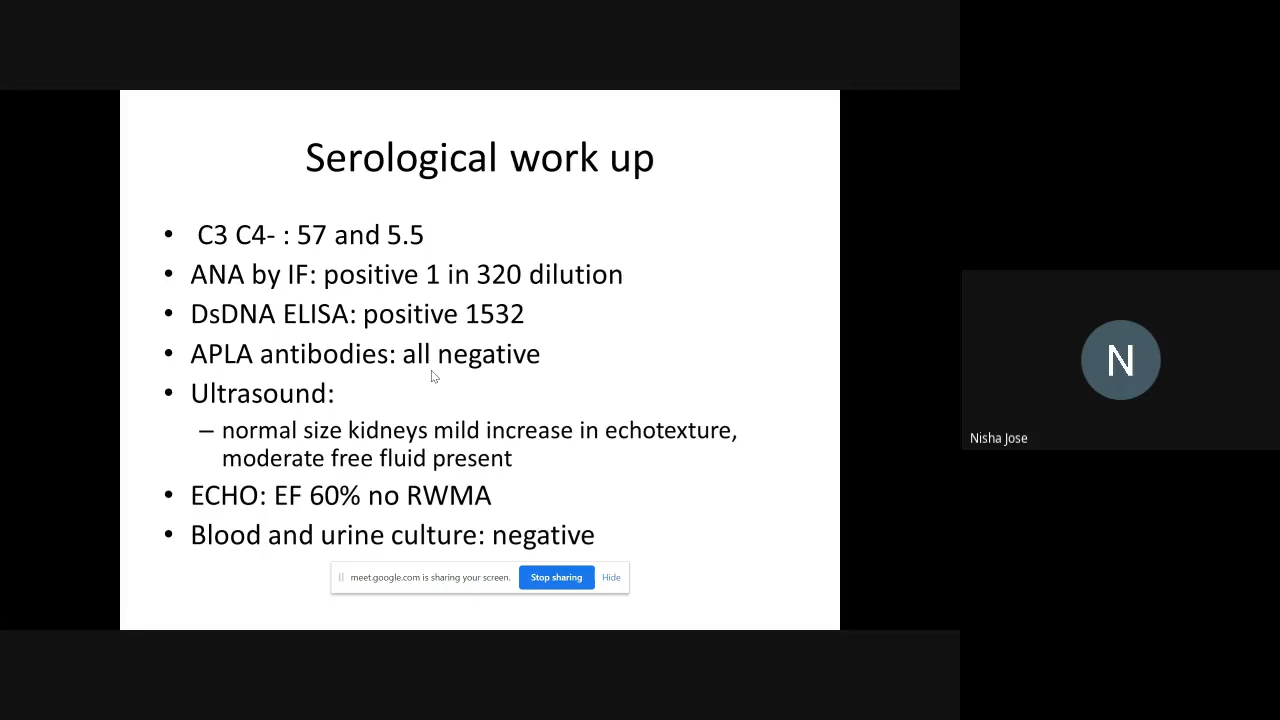 Serological work up
• C3 C4- : 57 and 5.5
• ANA by IF: positive 1 in 320 dilution
• DsDNA ELISA: positive 1532
• APLA antibodies: all negative
• Ultrasound:
– normal size kidneys mild increase in echotexture,
moderate free fluid present
• ECHO: EF 60% no RWMA
• Blood and urine culture: negative
meet.google.com is sharing your screen. Stop sharing Hide
N
Nisha Jose